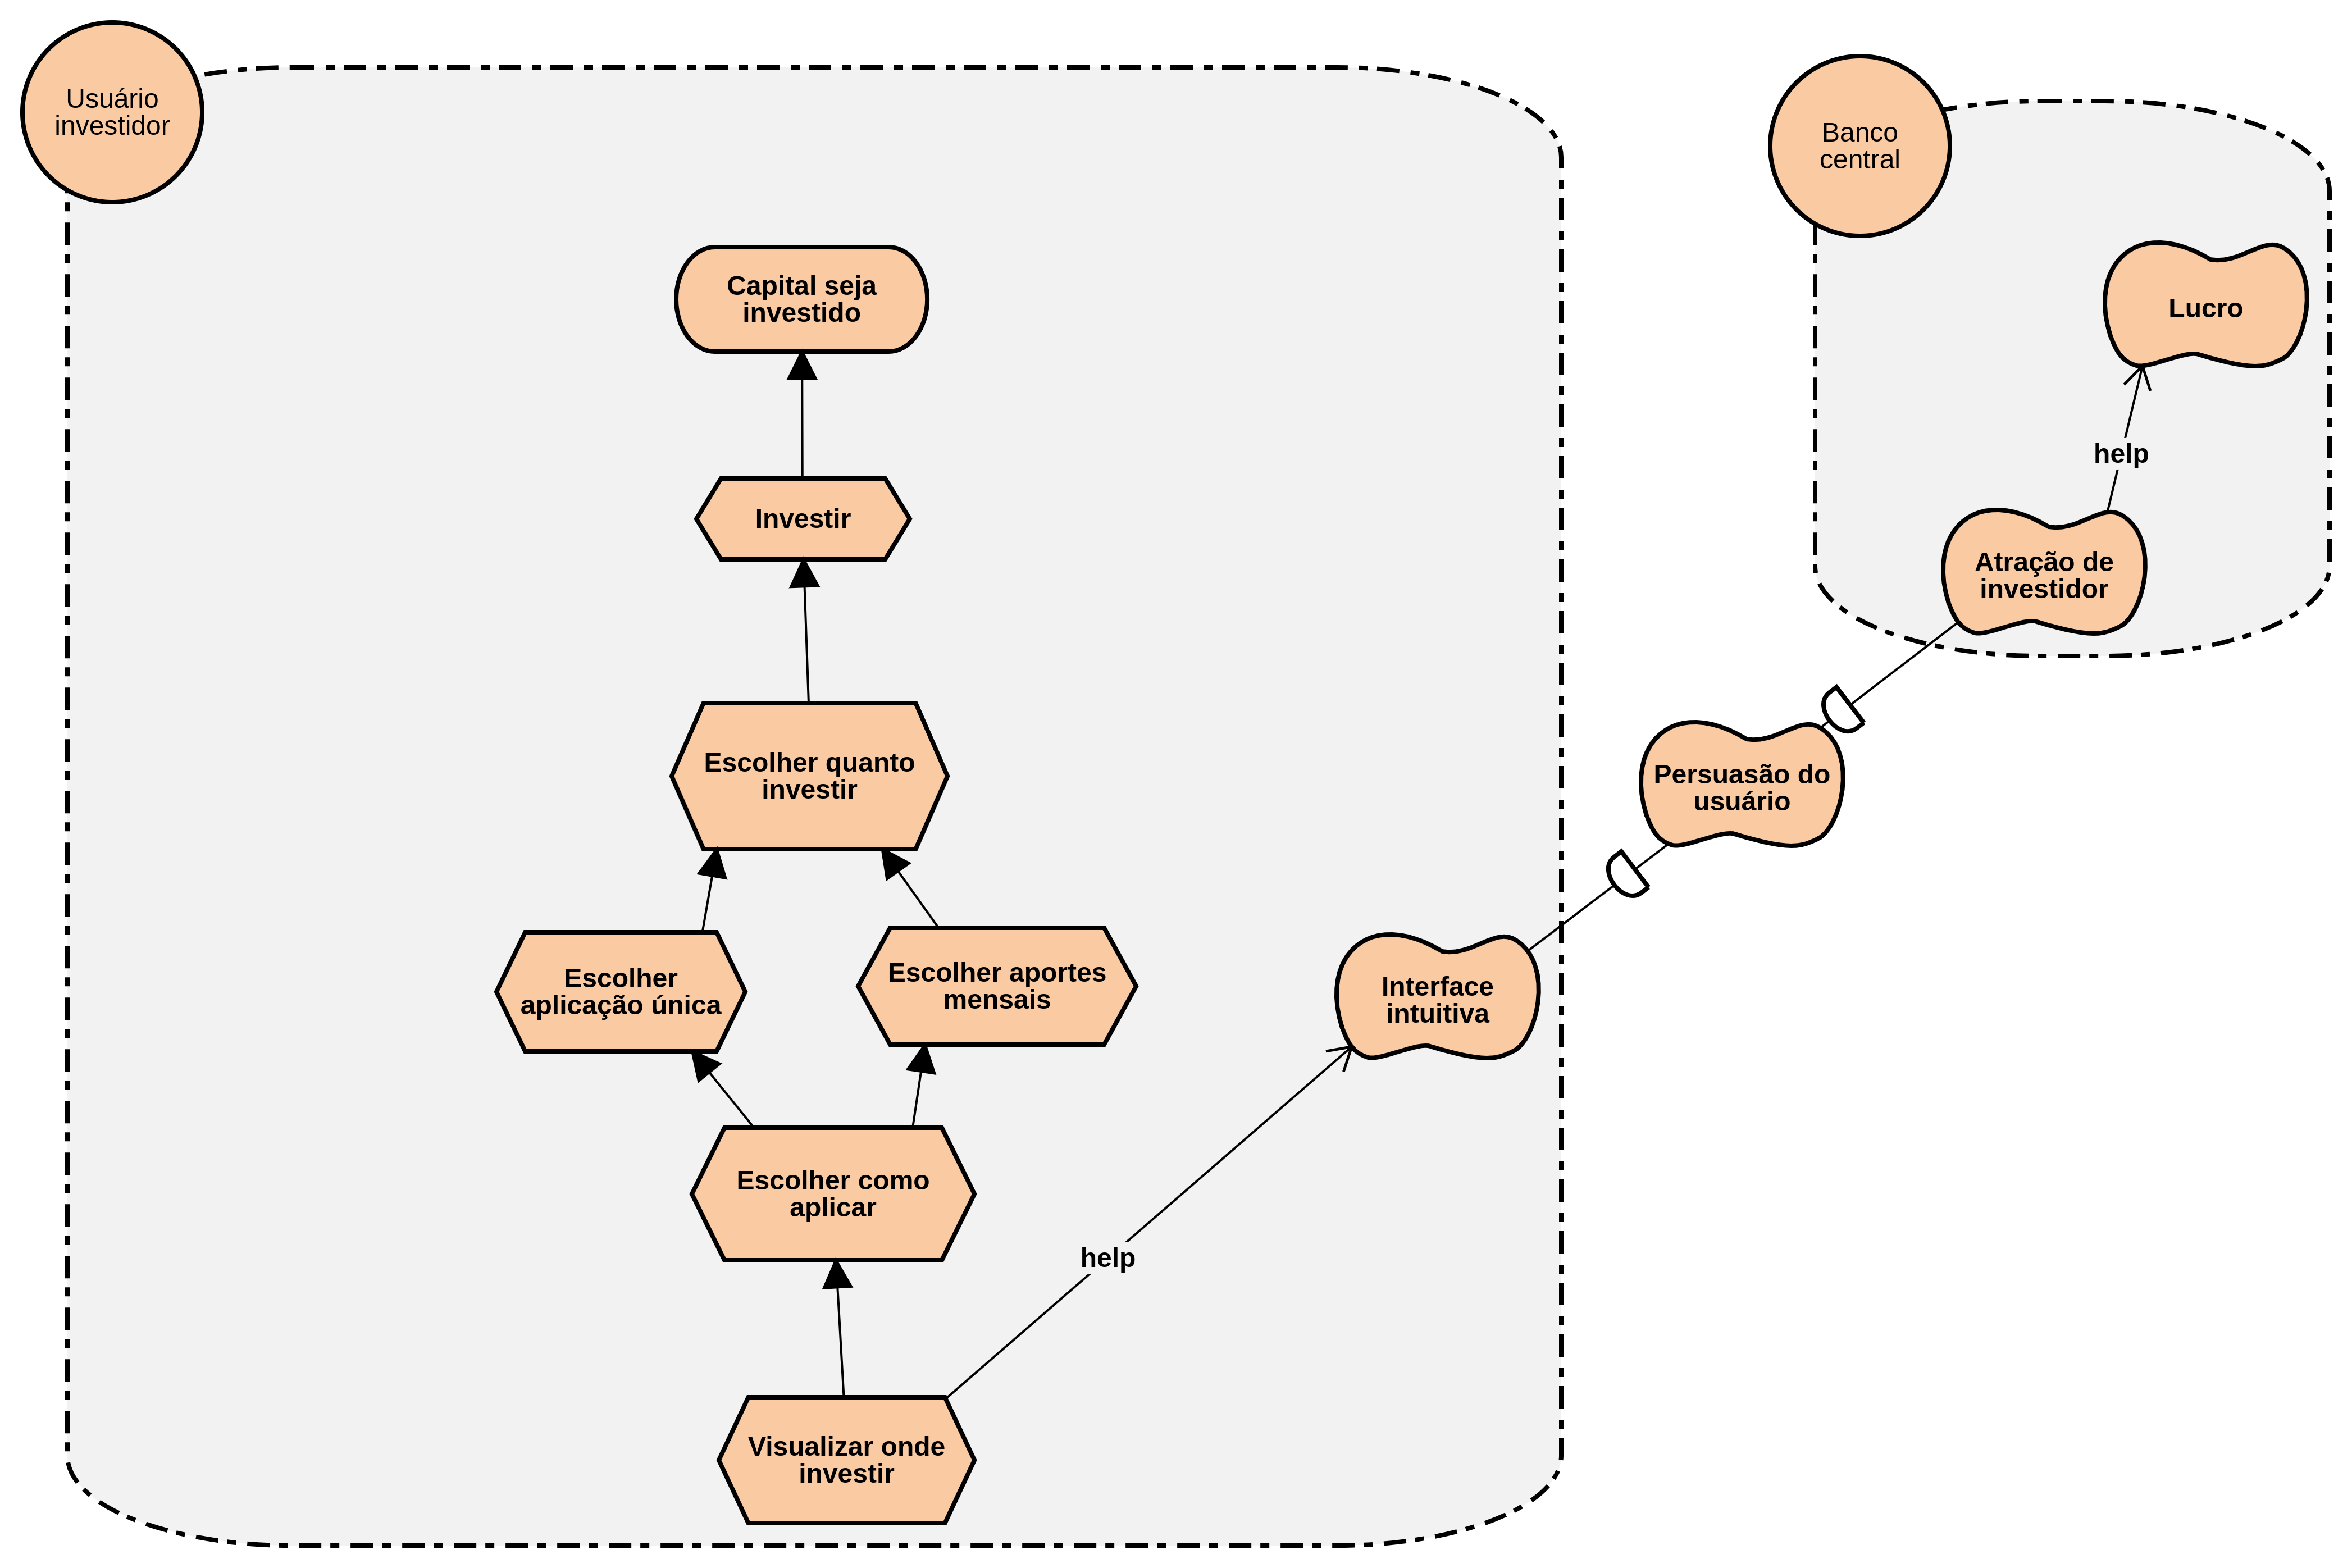 Usuário
investidor
Banco
central
Capital seja
investido
Lucro
help
Investir
Atração de
investidor
Escolher quanto
investir
Persuasão do
usuário
Escolher
aplicação única
Escolher aportes
mensais
Interface
intuitiva
Escolher como
aplicar
help
Visualizar onde
investir